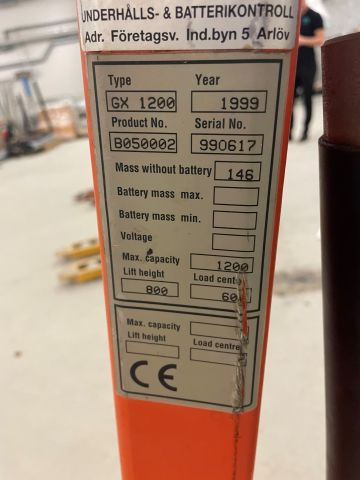 UNDERHÅLLS- & BATTERIKONTROLL
Adr. Företagsv. Ind.byn 5 Arlöv
Type Year
GX 1200 1999
Product No. Serial No.
B050002 990617
Mass without battery 146
Battery mass max.
Battery mass min.
Voltage
Max. capacity 1200
Lift height Load centre
800 60
Max. capacity
Lift height Load centre
CE